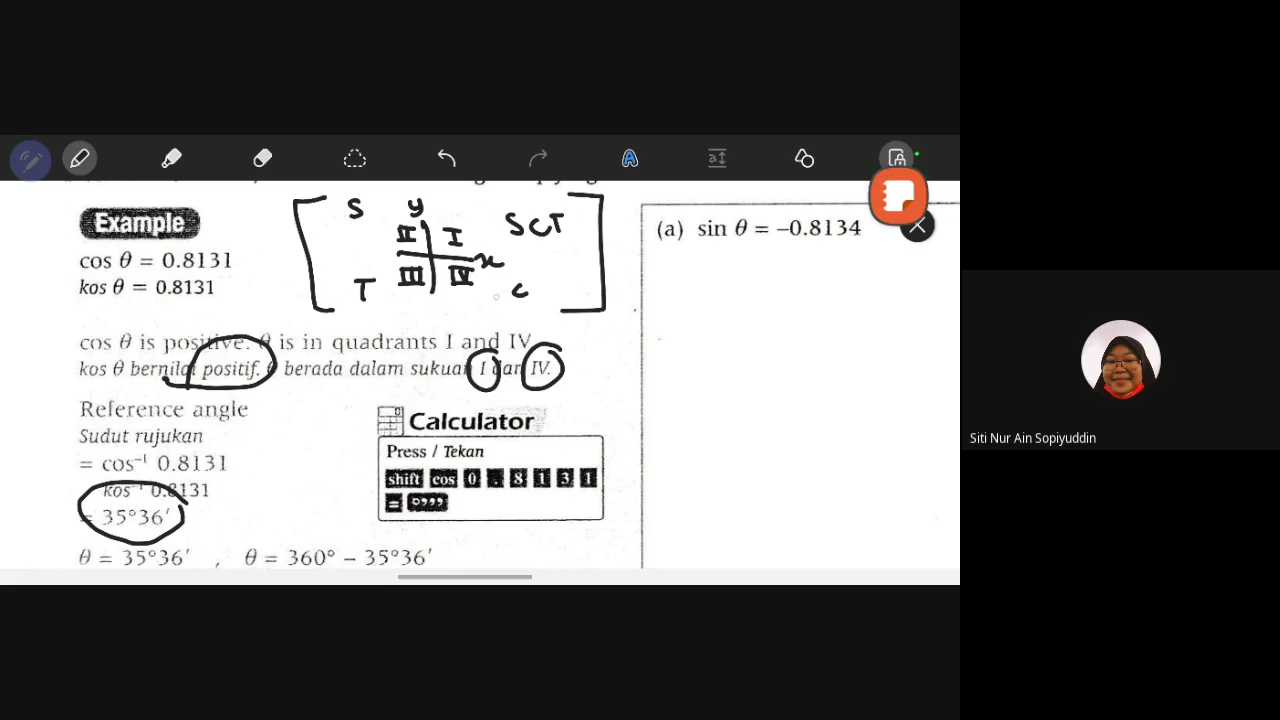 Example
cos θ = 0.8131
kos θ = 0.8131
S y
II I SCT
x
III IV
T C
cos θ is positive. θ is in quadrants I and IV
kos θ bernilai positif. θ berada dalam sukuan I dan IV.
Reference angle
Sudut rujukan
= cos⁻¹ 0.8131
kos⁻¹ 0.8131
= 35°36′
θ = 35°36′ , θ = 360° – 35°36′
Calculator
Press / Tekan
shift cos 0 . 8 1 3 1
= °,,,
(a) sin θ = –0.8134
Siti Nur Ain Sopiyuddin